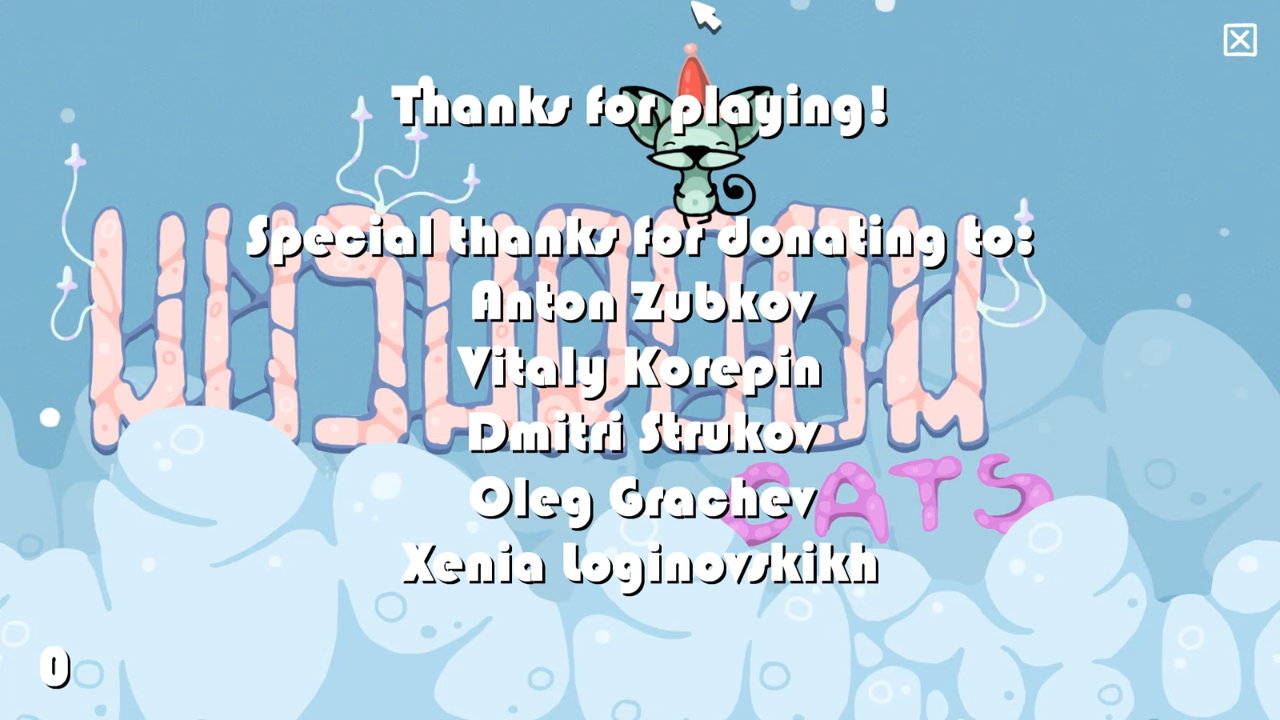 Thanks for playing!
Special thanks for donating to:
Anton Zubkov
Vitaly Korepin
Dmitri Strukov
Oleg Grachev
Xenia Loginovskikh
CATS
0